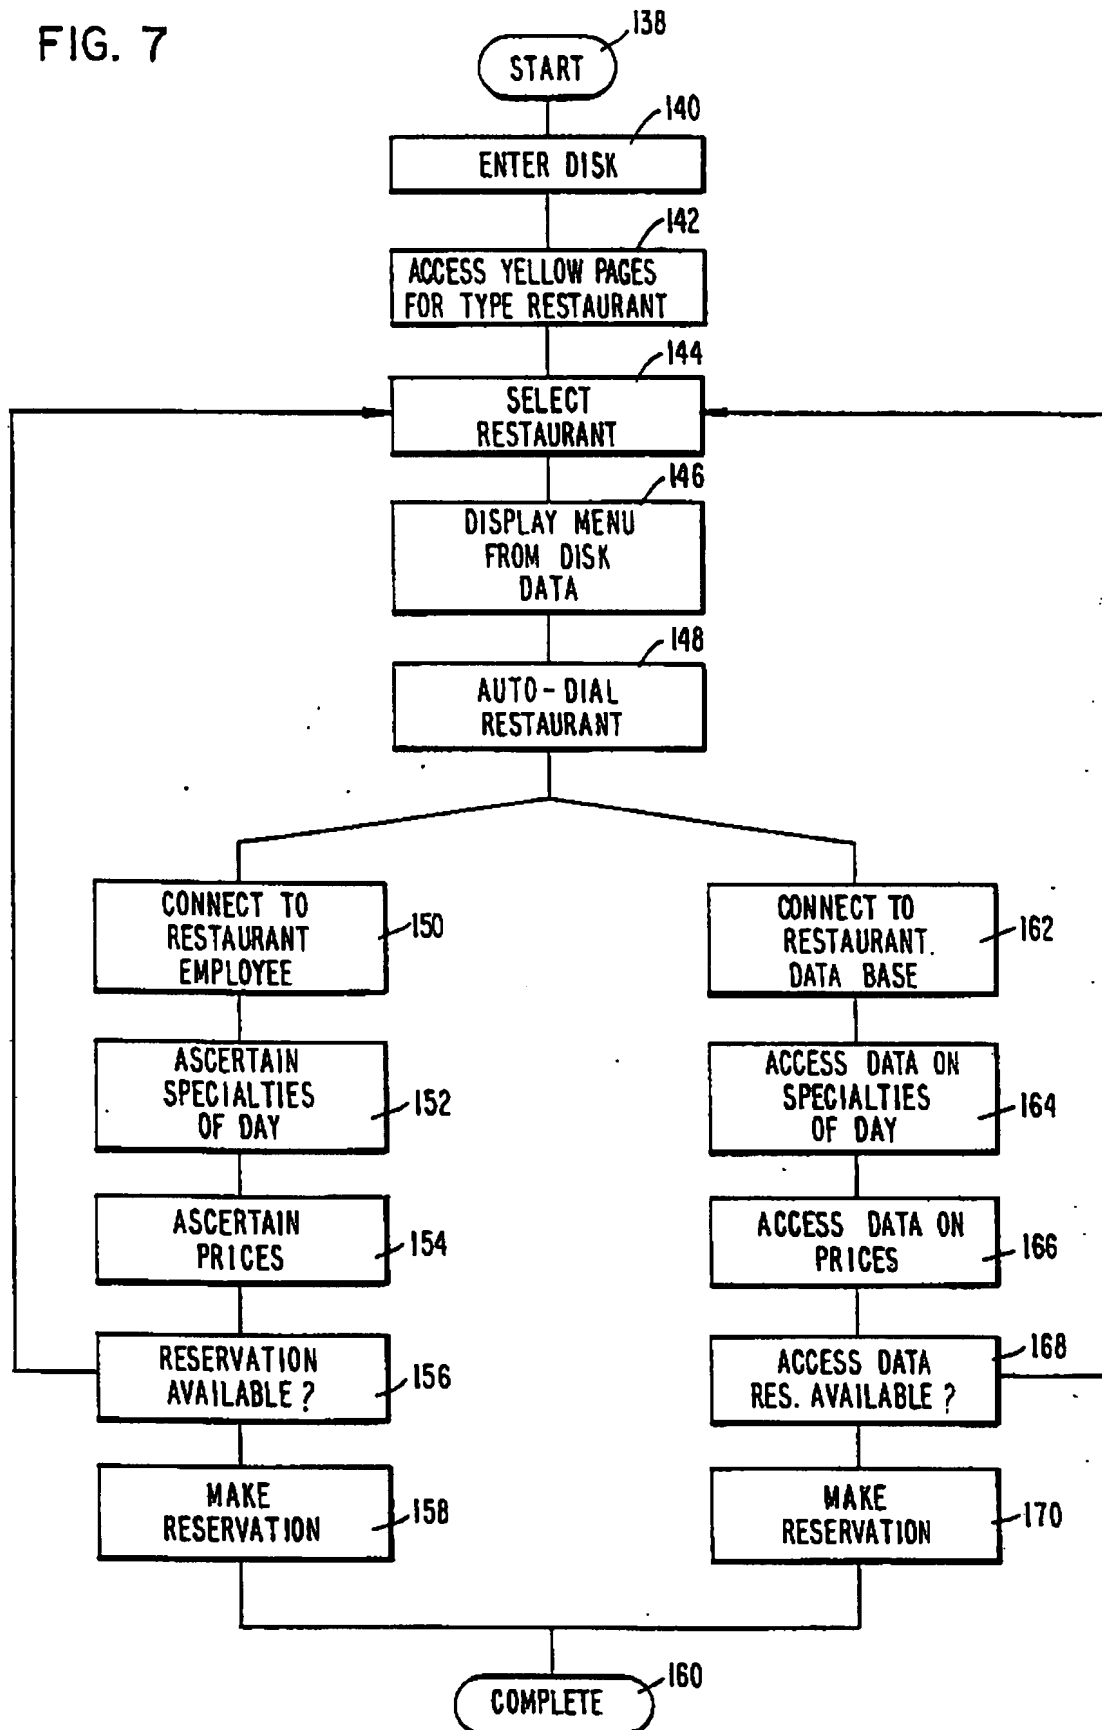 FIG. 7
138
START
140
ENTER DISK
142
ACCESS YELLOW PAGES
FOR TYPE RESTAURANT
144
SELECT
RESTAURANT
146
DISPLAY MENU
FROM DISK
DATA
148
AUTO-DIAL
RESTAURANT
CONNECT TO
RESTAURANT
EMPLOYEE
150
ASCERTAIN
SPECIALTIES
OF DAY
152
ASCERTAIN
PRICES
154
RESERVATION
AVAILABLE?
156
MAKE
RESERVATION
158
CONNECT TO
RESTAURANT
DATA BASE
162
ACCESS DATA ON
SPECIALTIES
OF DAY
164
ACCESS DATA ON
PRICES
166
ACCESS DATA
RES. AVAILABLE?
168
MAKE
RESERVATION
170
COMPLETE
160